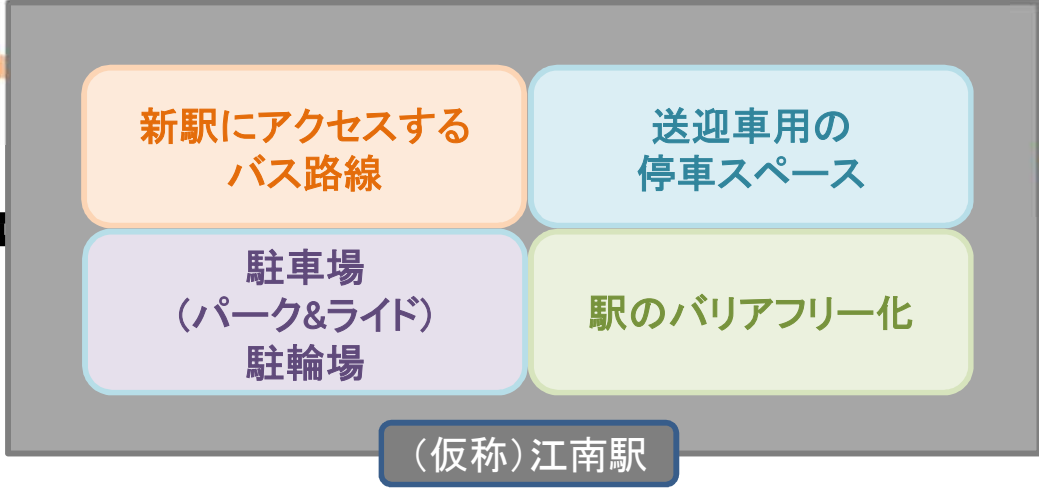 新駅にアクセスする
バス路線
送迎車用の
停車スペース
駐車場
（パーク&ライド）
駐輪場
駅のバリアフリー化
（仮称）江南駅